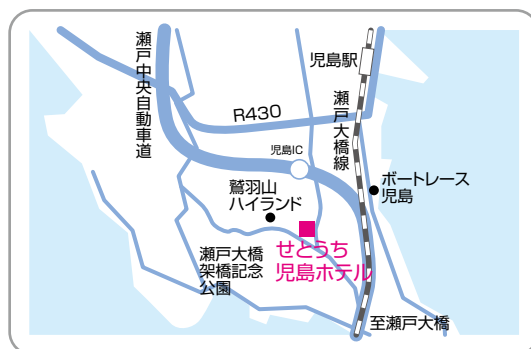 瀬戸中央自動車道
児島駅
瀬戸大橋線
R430
児島IC
ボートレース
児島
鷲羽山
ハイランド
せとうち
児島ホテル
瀬戸大橋
架橋記念
公園
至瀬戸大橋